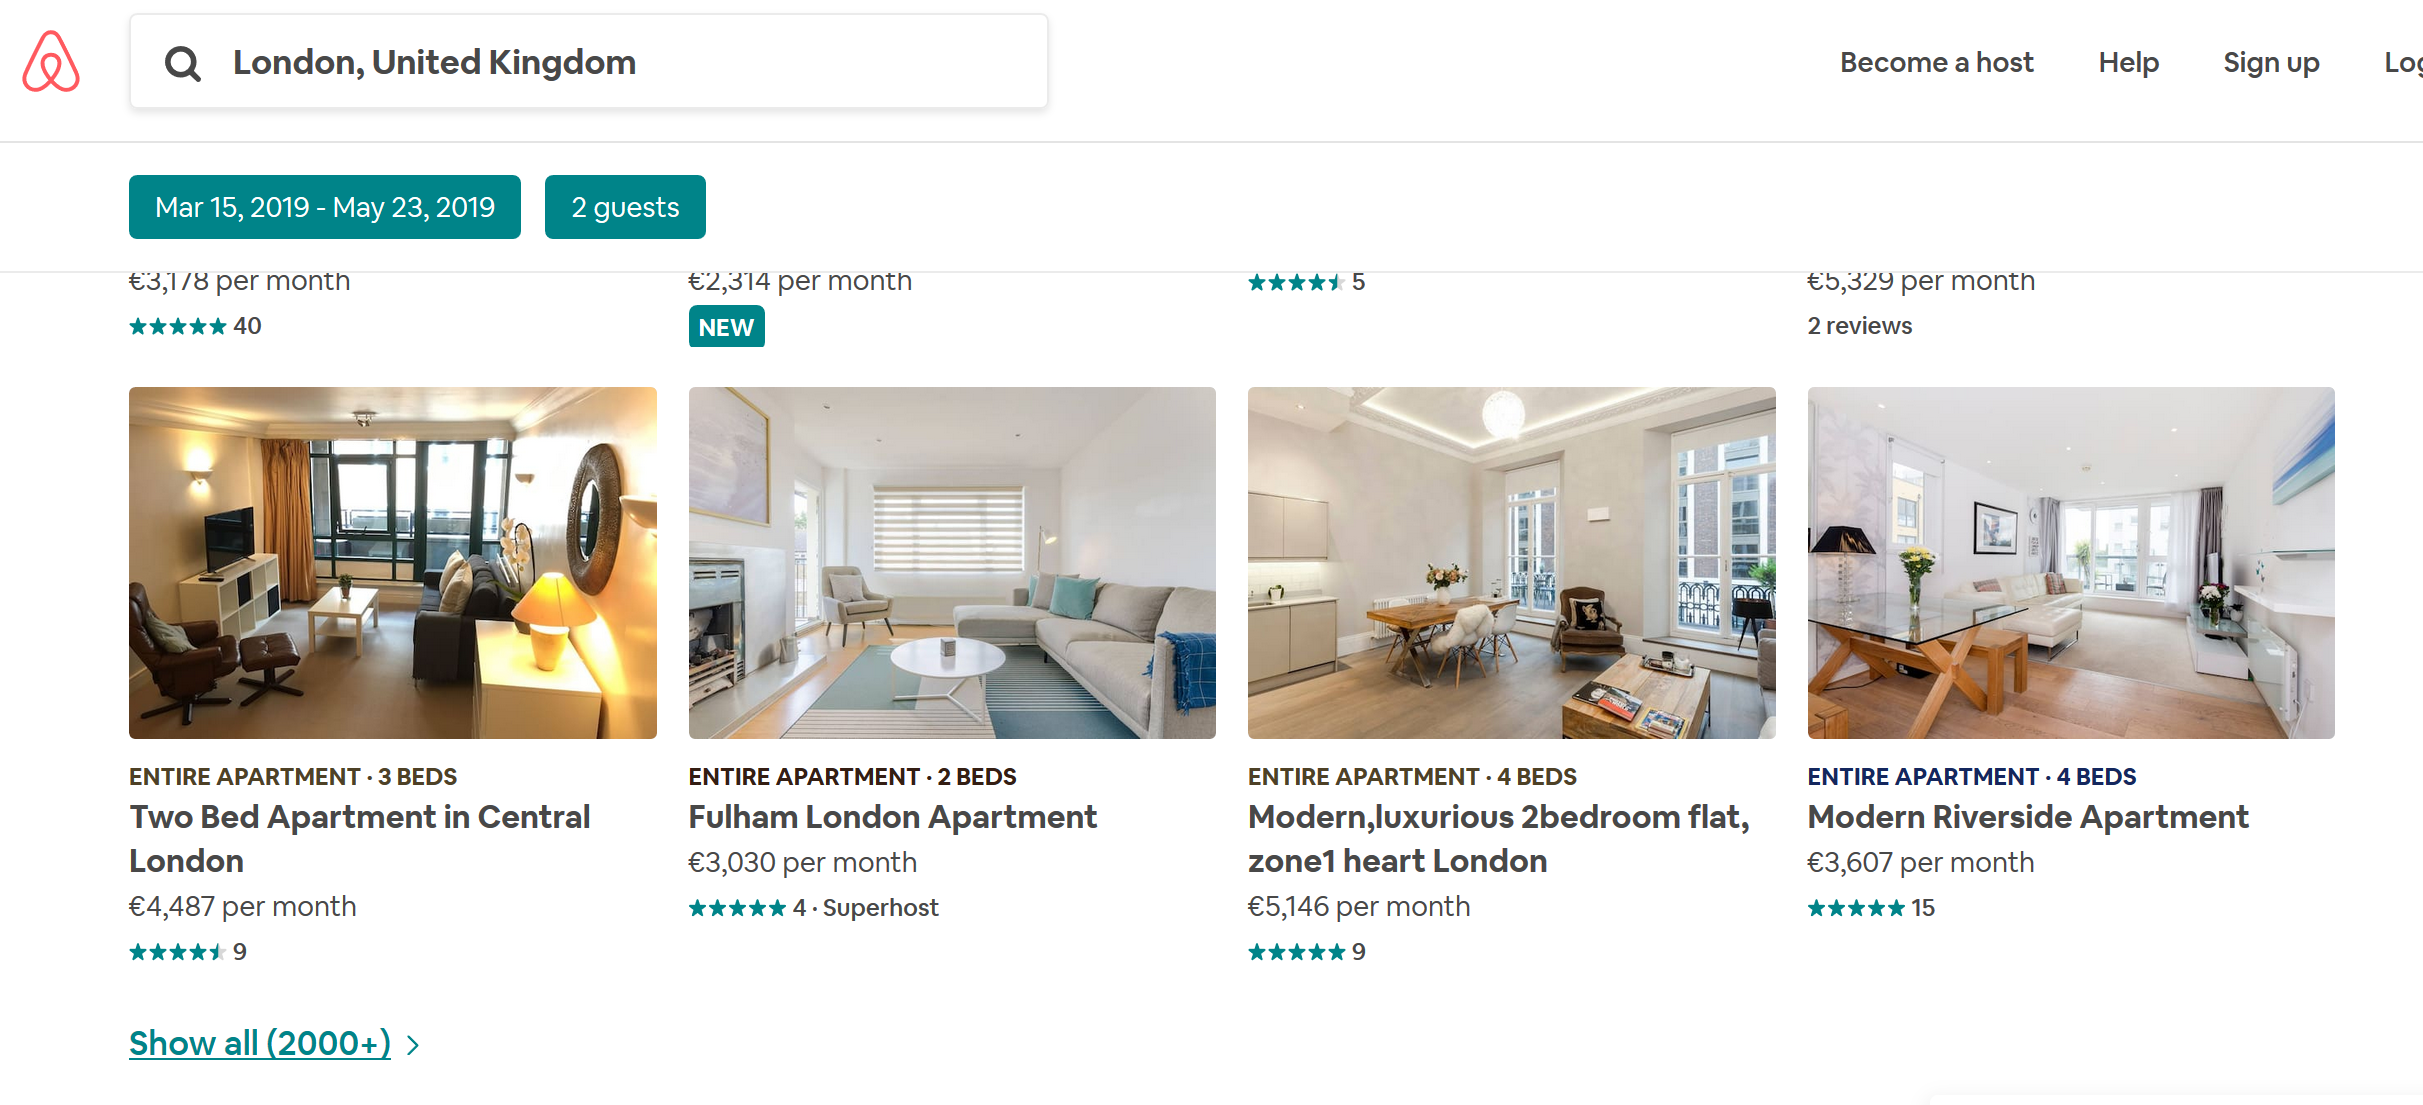 London, United Kingdom
Become a host
Help
Sign up
Mar 15, 2019 - May 23, 2019
2 guests
€3,178 per month
€2,314 per month
5
€5,329 per month
40
NEW
2 reviews
ENTIRE APARTMENT · 3 BEDS
Two Bed Apartment in Central
London
€4,487 per month
9
ENTIRE APARTMENT · 2 BEDS
Fulham London Apartment
€3,030 per month
4 · Superhost
ENTIRE APARTMENT · 4 BEDS
Modern,luxurious 2bedroom flat,
zone1 heart London
€5,146 per month
9
ENTIRE APARTMENT · 4 BEDS
Modern Riverside Apartment
€3,607 per month
15
Show all (2000+)